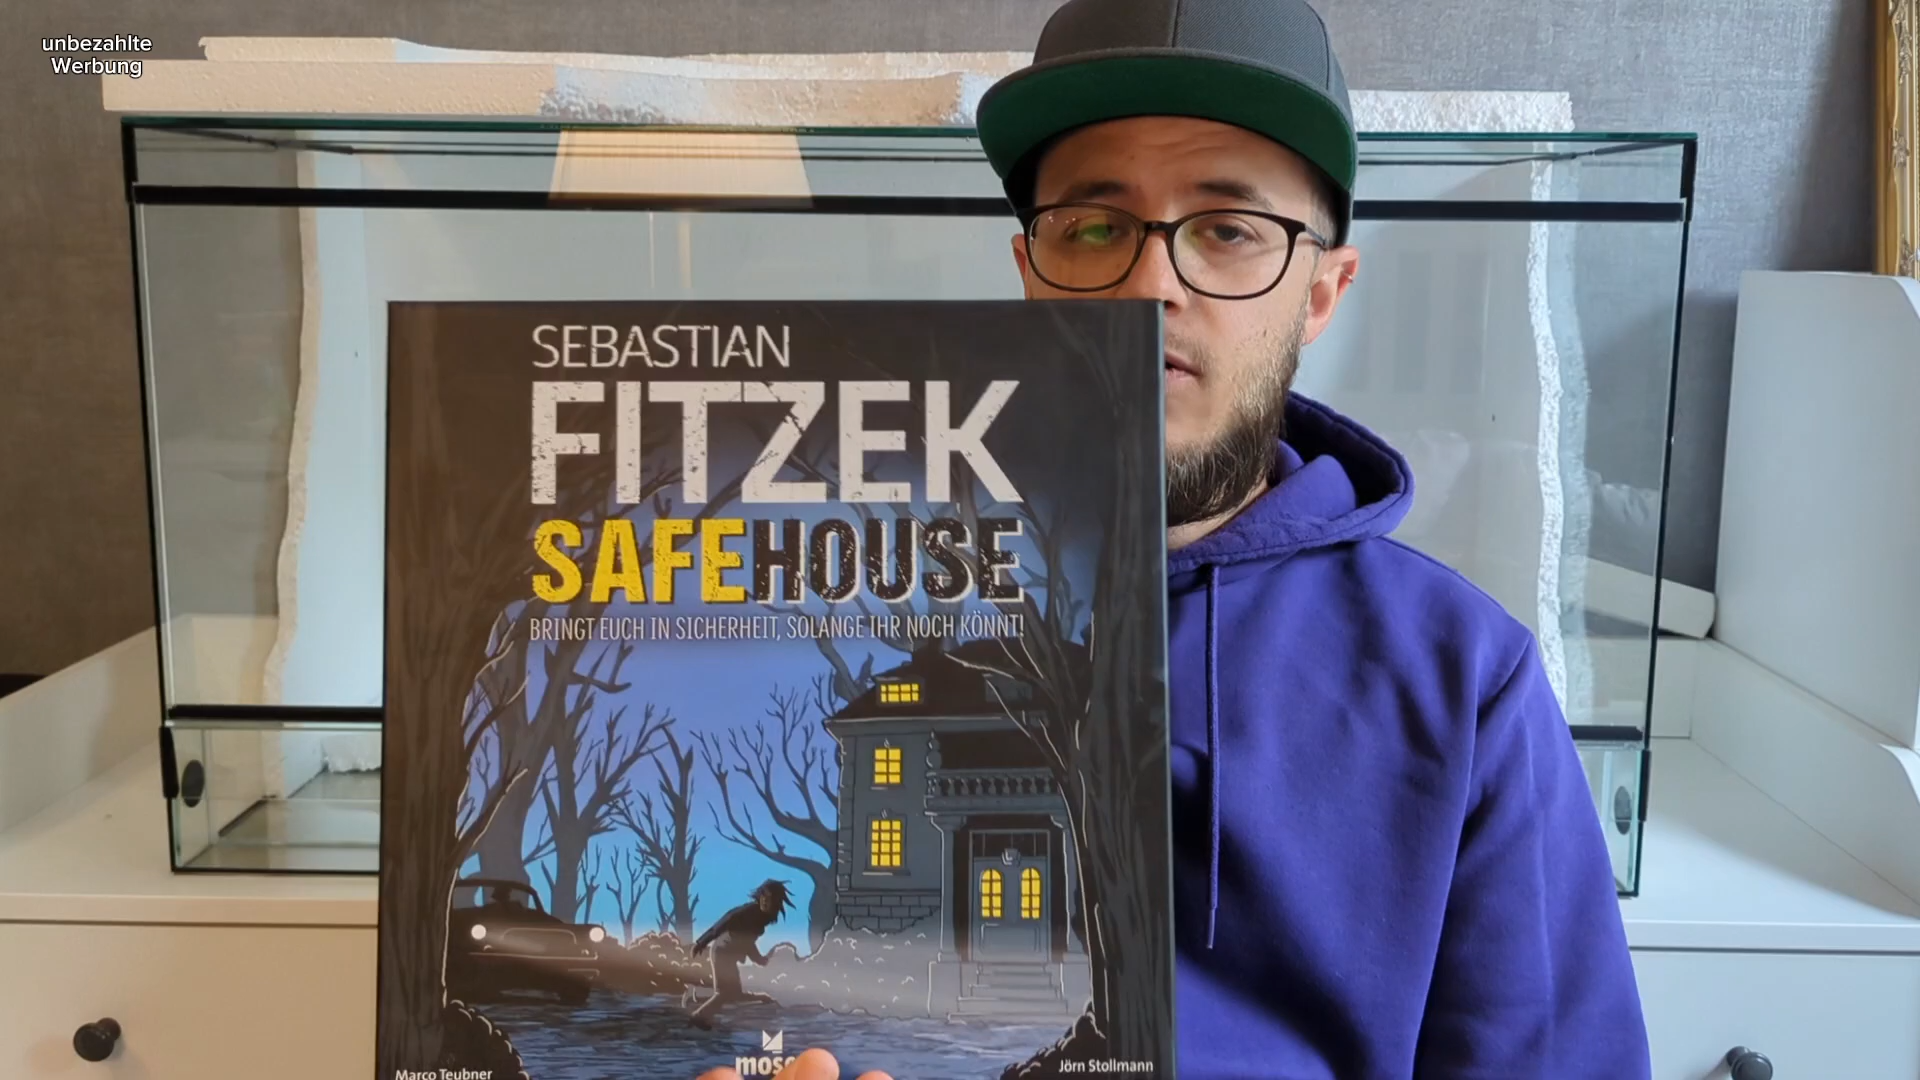 unbezahlte
Werbung
SEBASTIAN
FITZEK
SAFEHOUSE
BRINGT EUCH IN SICHERHEIT, SOLANGE IHR NOCH KÖNNT!
Marco Teubner
Jörn Stollmann